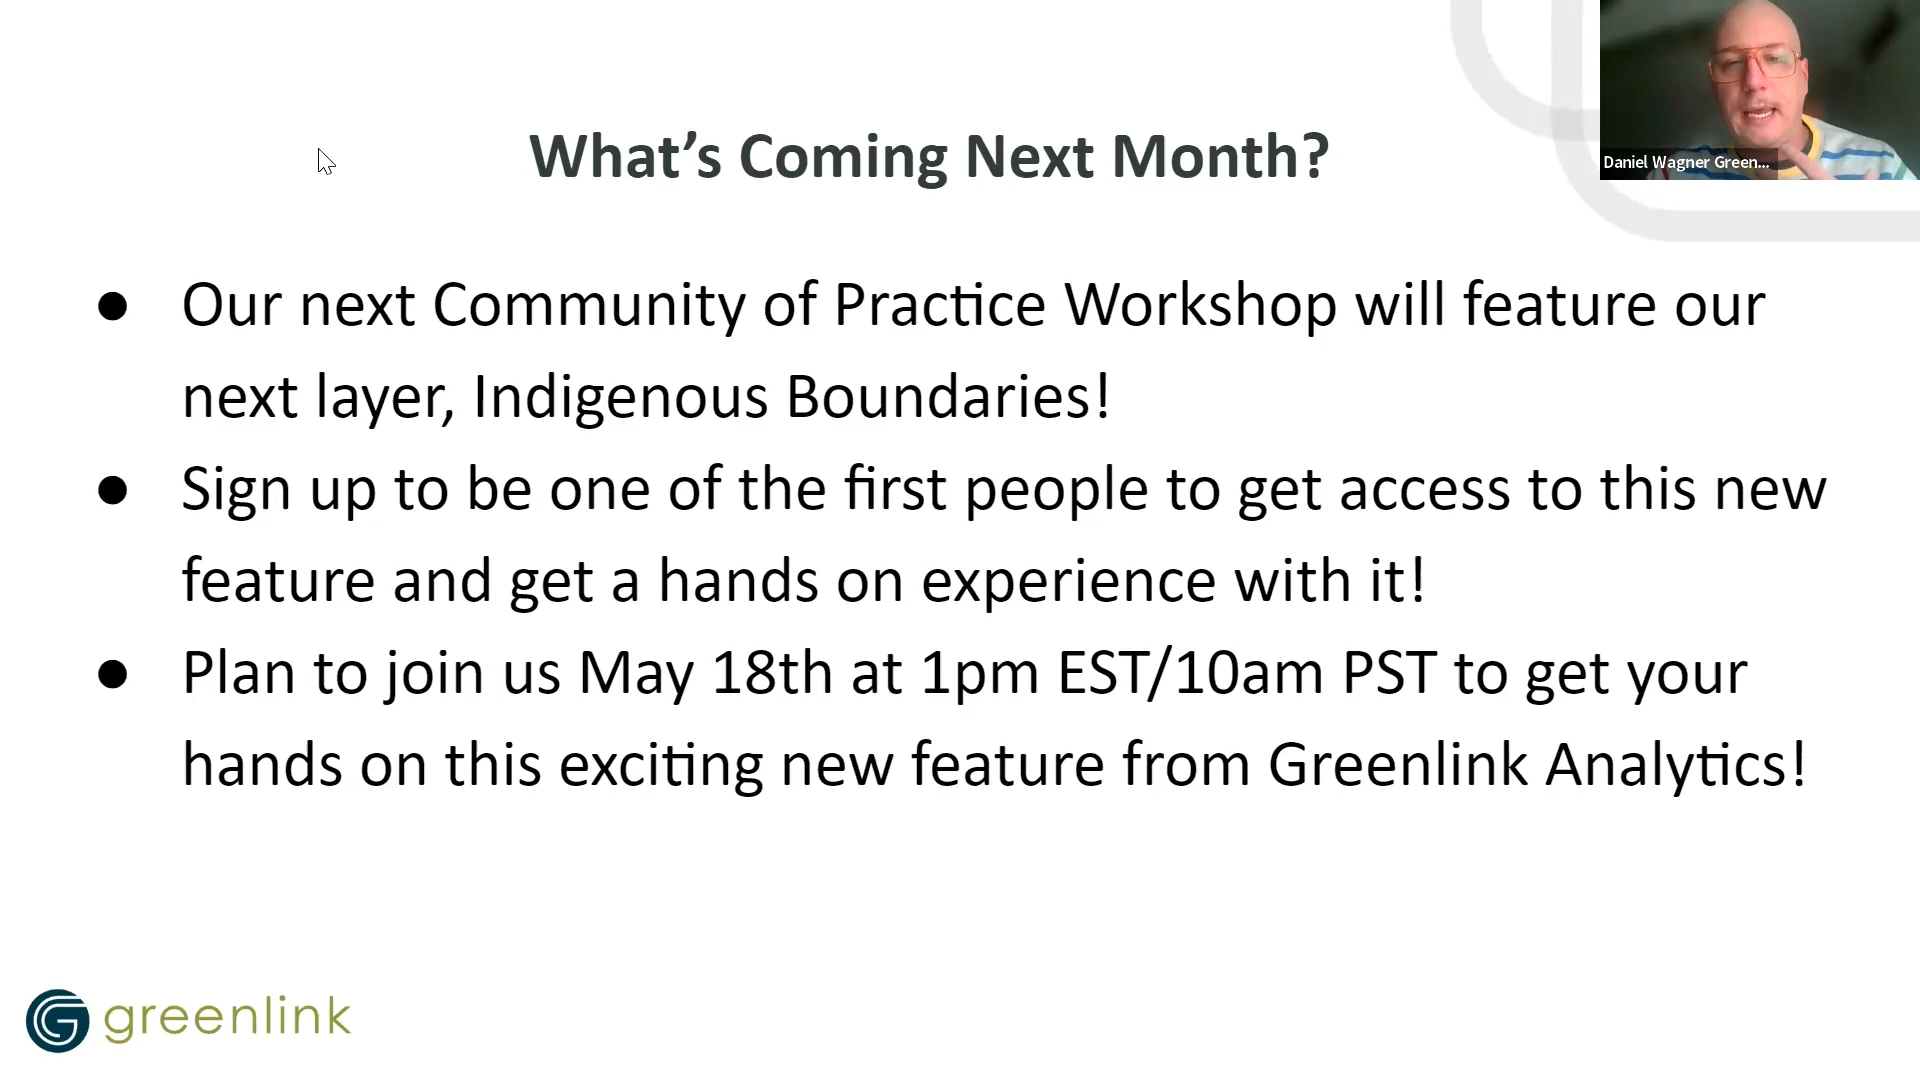 What’s Coming Next Month?
Daniel Wagner Green...
● Our next Community of Practice Workshop will feature our
next layer, Indigenous Boundaries!
● Sign up to be one of the first people to get access to this new
feature and get a hands on experience with it!
● Plan to join us May 18th at 1pm EST/10am PST to get your
hands on this exciting new feature from Greenlink Analytics!
greenlink